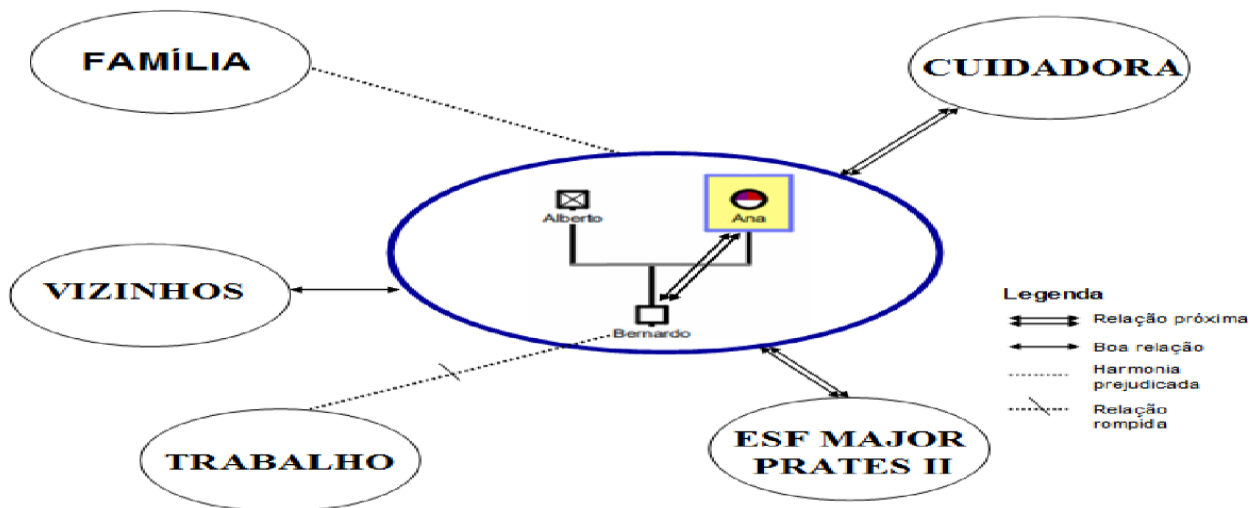 FAMÍLIA
CUIDADORA
Alberto
Ana
VIZINHOS
Bernardo
Legenda
Relação próxima
Boa relação
Harmonia
prejudicada
Relação
rompida
TRABALHO
ESF MAJOR
PRATES II